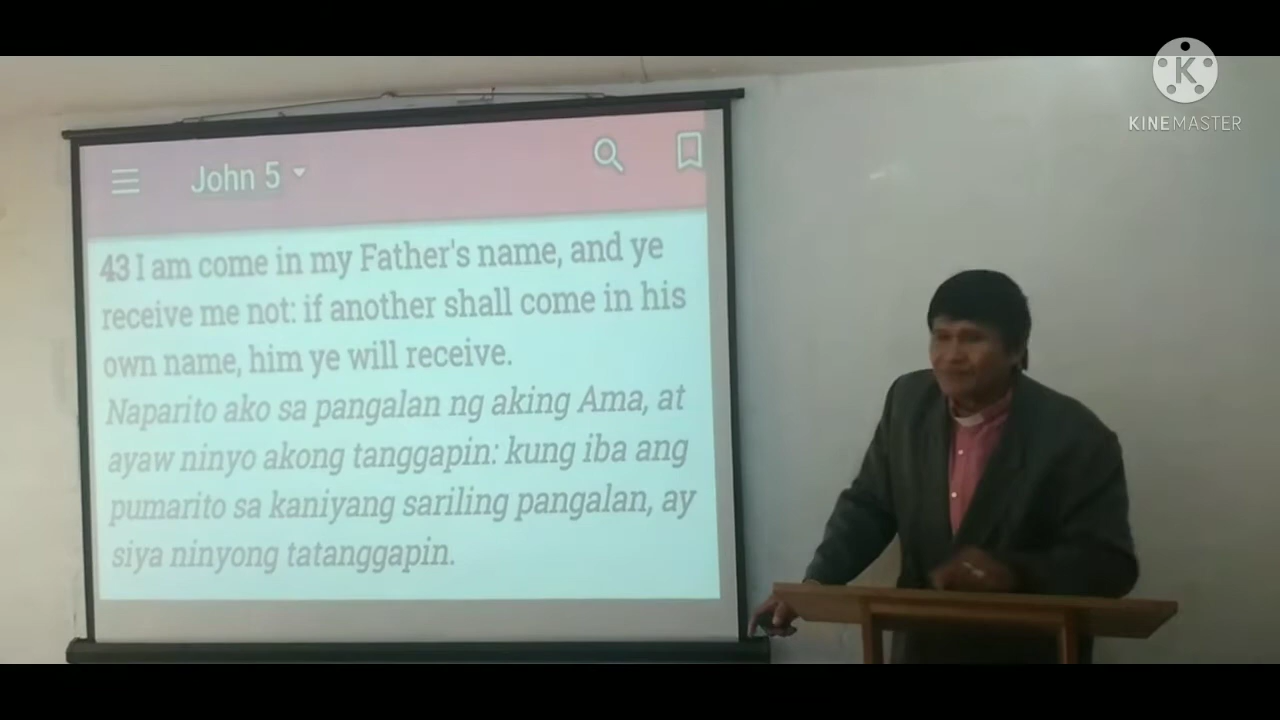 John 5
43 I am come in my Father's name, and ye
receive me not: if another shall come in his
own name, him ye will receive.
Naparito ako sa pangalan ng aking Ama, at
ayaw ninyo akong tanggapin: kung iba ang
pumarito sa kaniyang sariling pangalan, ay
siya ninyong tatanggapin.
K
KINEMASTER